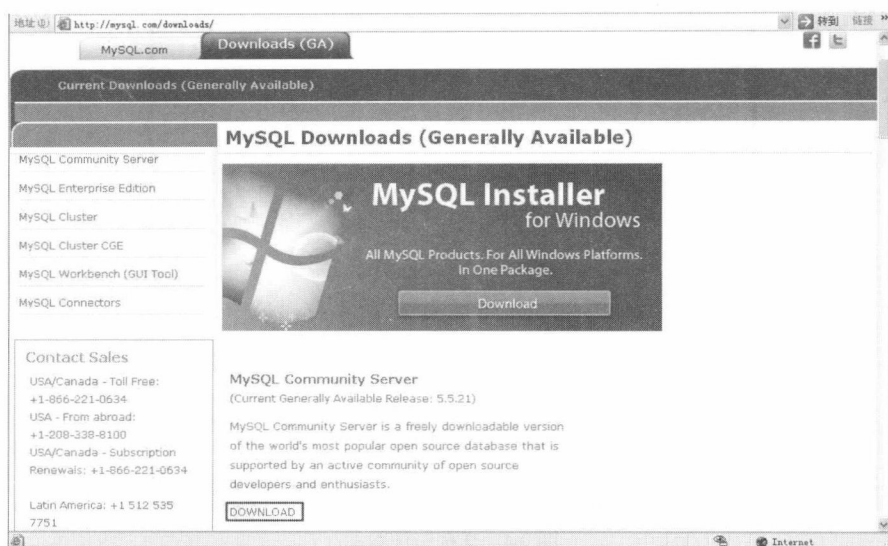 地址(D) http://mysql.com/downloads/ 转到 链接 »
MySQL.com
Downloads (GA)
Current Downloads (Generally Available)
MySQL Community Server
MySQL Enterprise Edition
MySQL Cluster
MySQL Cluster CGE
MySQL Workbench (GUI Tool)
MySQL Connectors
Contact Sales
USA/Canada - Toll Free:
+1-866-221-0634
USA - From abroad:
+1-208-338-8100
USA/Canada - Subscription
Renewals: +1-866-221-0634
Latin America: +1 512 535
7751
MySQL Downloads (Generally Available)
MySQL Installer
for Windows
All MySQL Products. For All Windows Platforms.
In One Package.
Download
MySQL Community Server
(Current Generally Available Release: 5.5.21)
MySQL Community Server is a freely downloadable version
of the world's most popular open source database that is
supported by an active community of open source
developers and enthusiasts.
DOWNLOAD
Internet